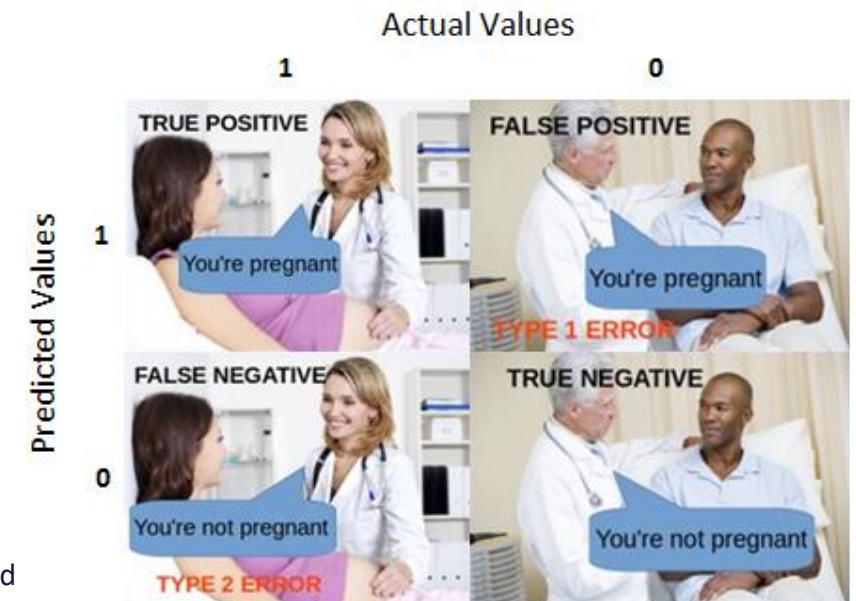 Actual Values
1 0
TRUE POSITIVE FALSE POSITIVE
Predicted Values
1
You're pregnant You're pregnant
TYPE 1 ERROR
FALSE NEGATIVE TRUE NEGATIVE
0
You're not pregnant You're not pregnant
d
TYPE 2 ERROR